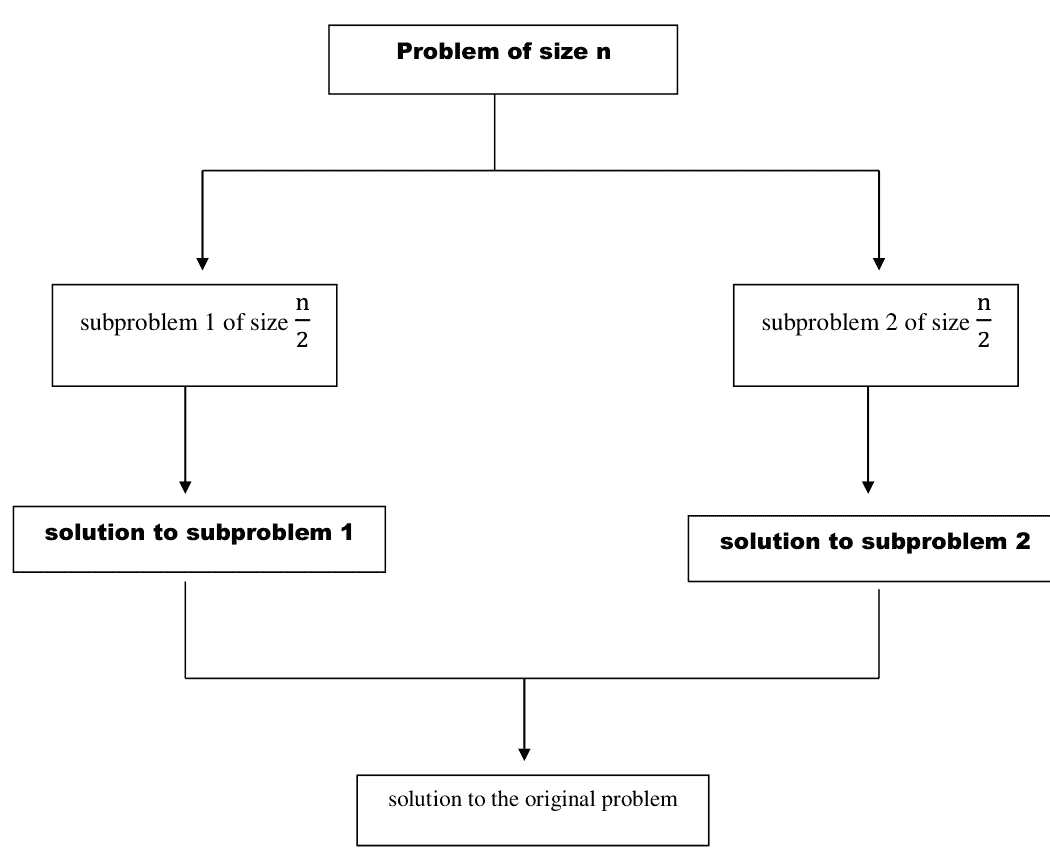 Problem of size n
subproblem 1 of size n/2
subproblem 2 of size n/2
solution to subproblem 1
solution to subproblem 2
solution to the original problem